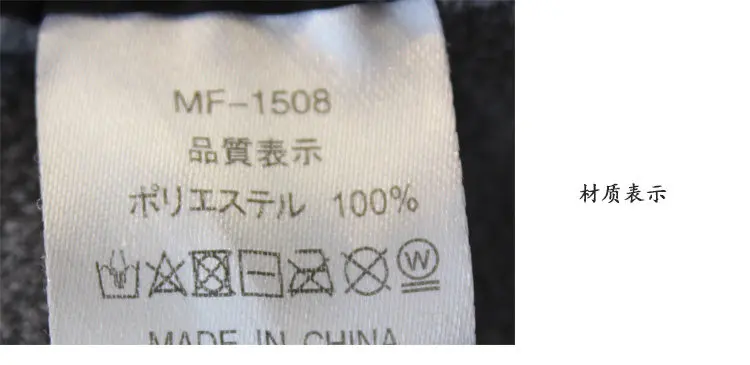 MF-1508
品質表示
ポリエステル 100%
W
MADE IN CHINA
材质表示